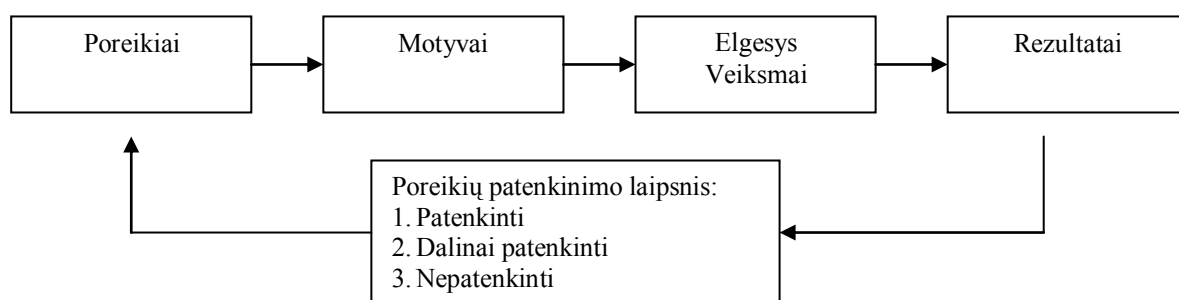 Poreikiai
Motyvai
Elgesys
Veiksmai
Rezultatai
Poreikių patenkinimo laipsnis:
1. Patenkinti
2. Dalinai patenkinti
3. Nepatenkinti